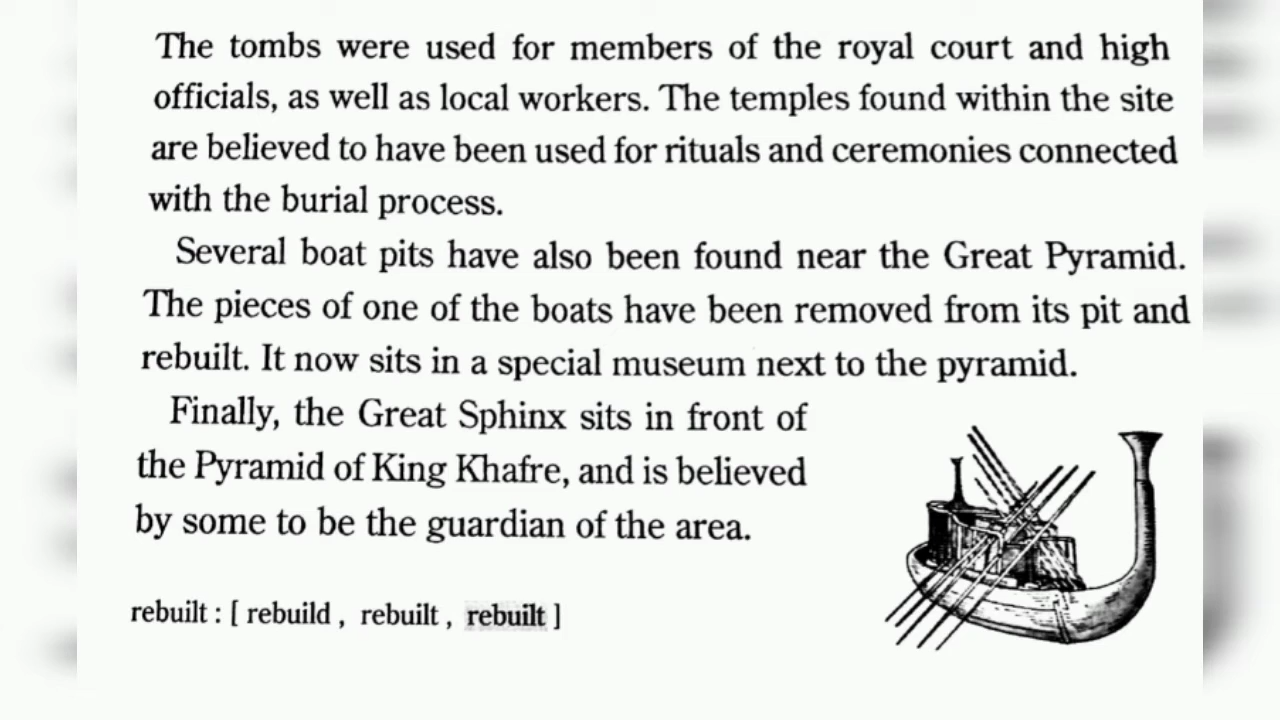 The tombs were used for members of the royal court and high
officials, as well as local workers. The temples found within the site
are believed to have been used for rituals and ceremonies connected
with the burial process.
Several boat pits have also been found near the Great Pyramid.
The pieces of one of the boats have been removed from its pit and
rebuilt. It now sits in a special museum next to the pyramid.
Finally, the Great Sphinx sits in front of
the Pyramid of King Khafre, and is believed
by some to be the guardian of the area.
rebuilt : [ rebuild , rebuilt , rebuilt ]